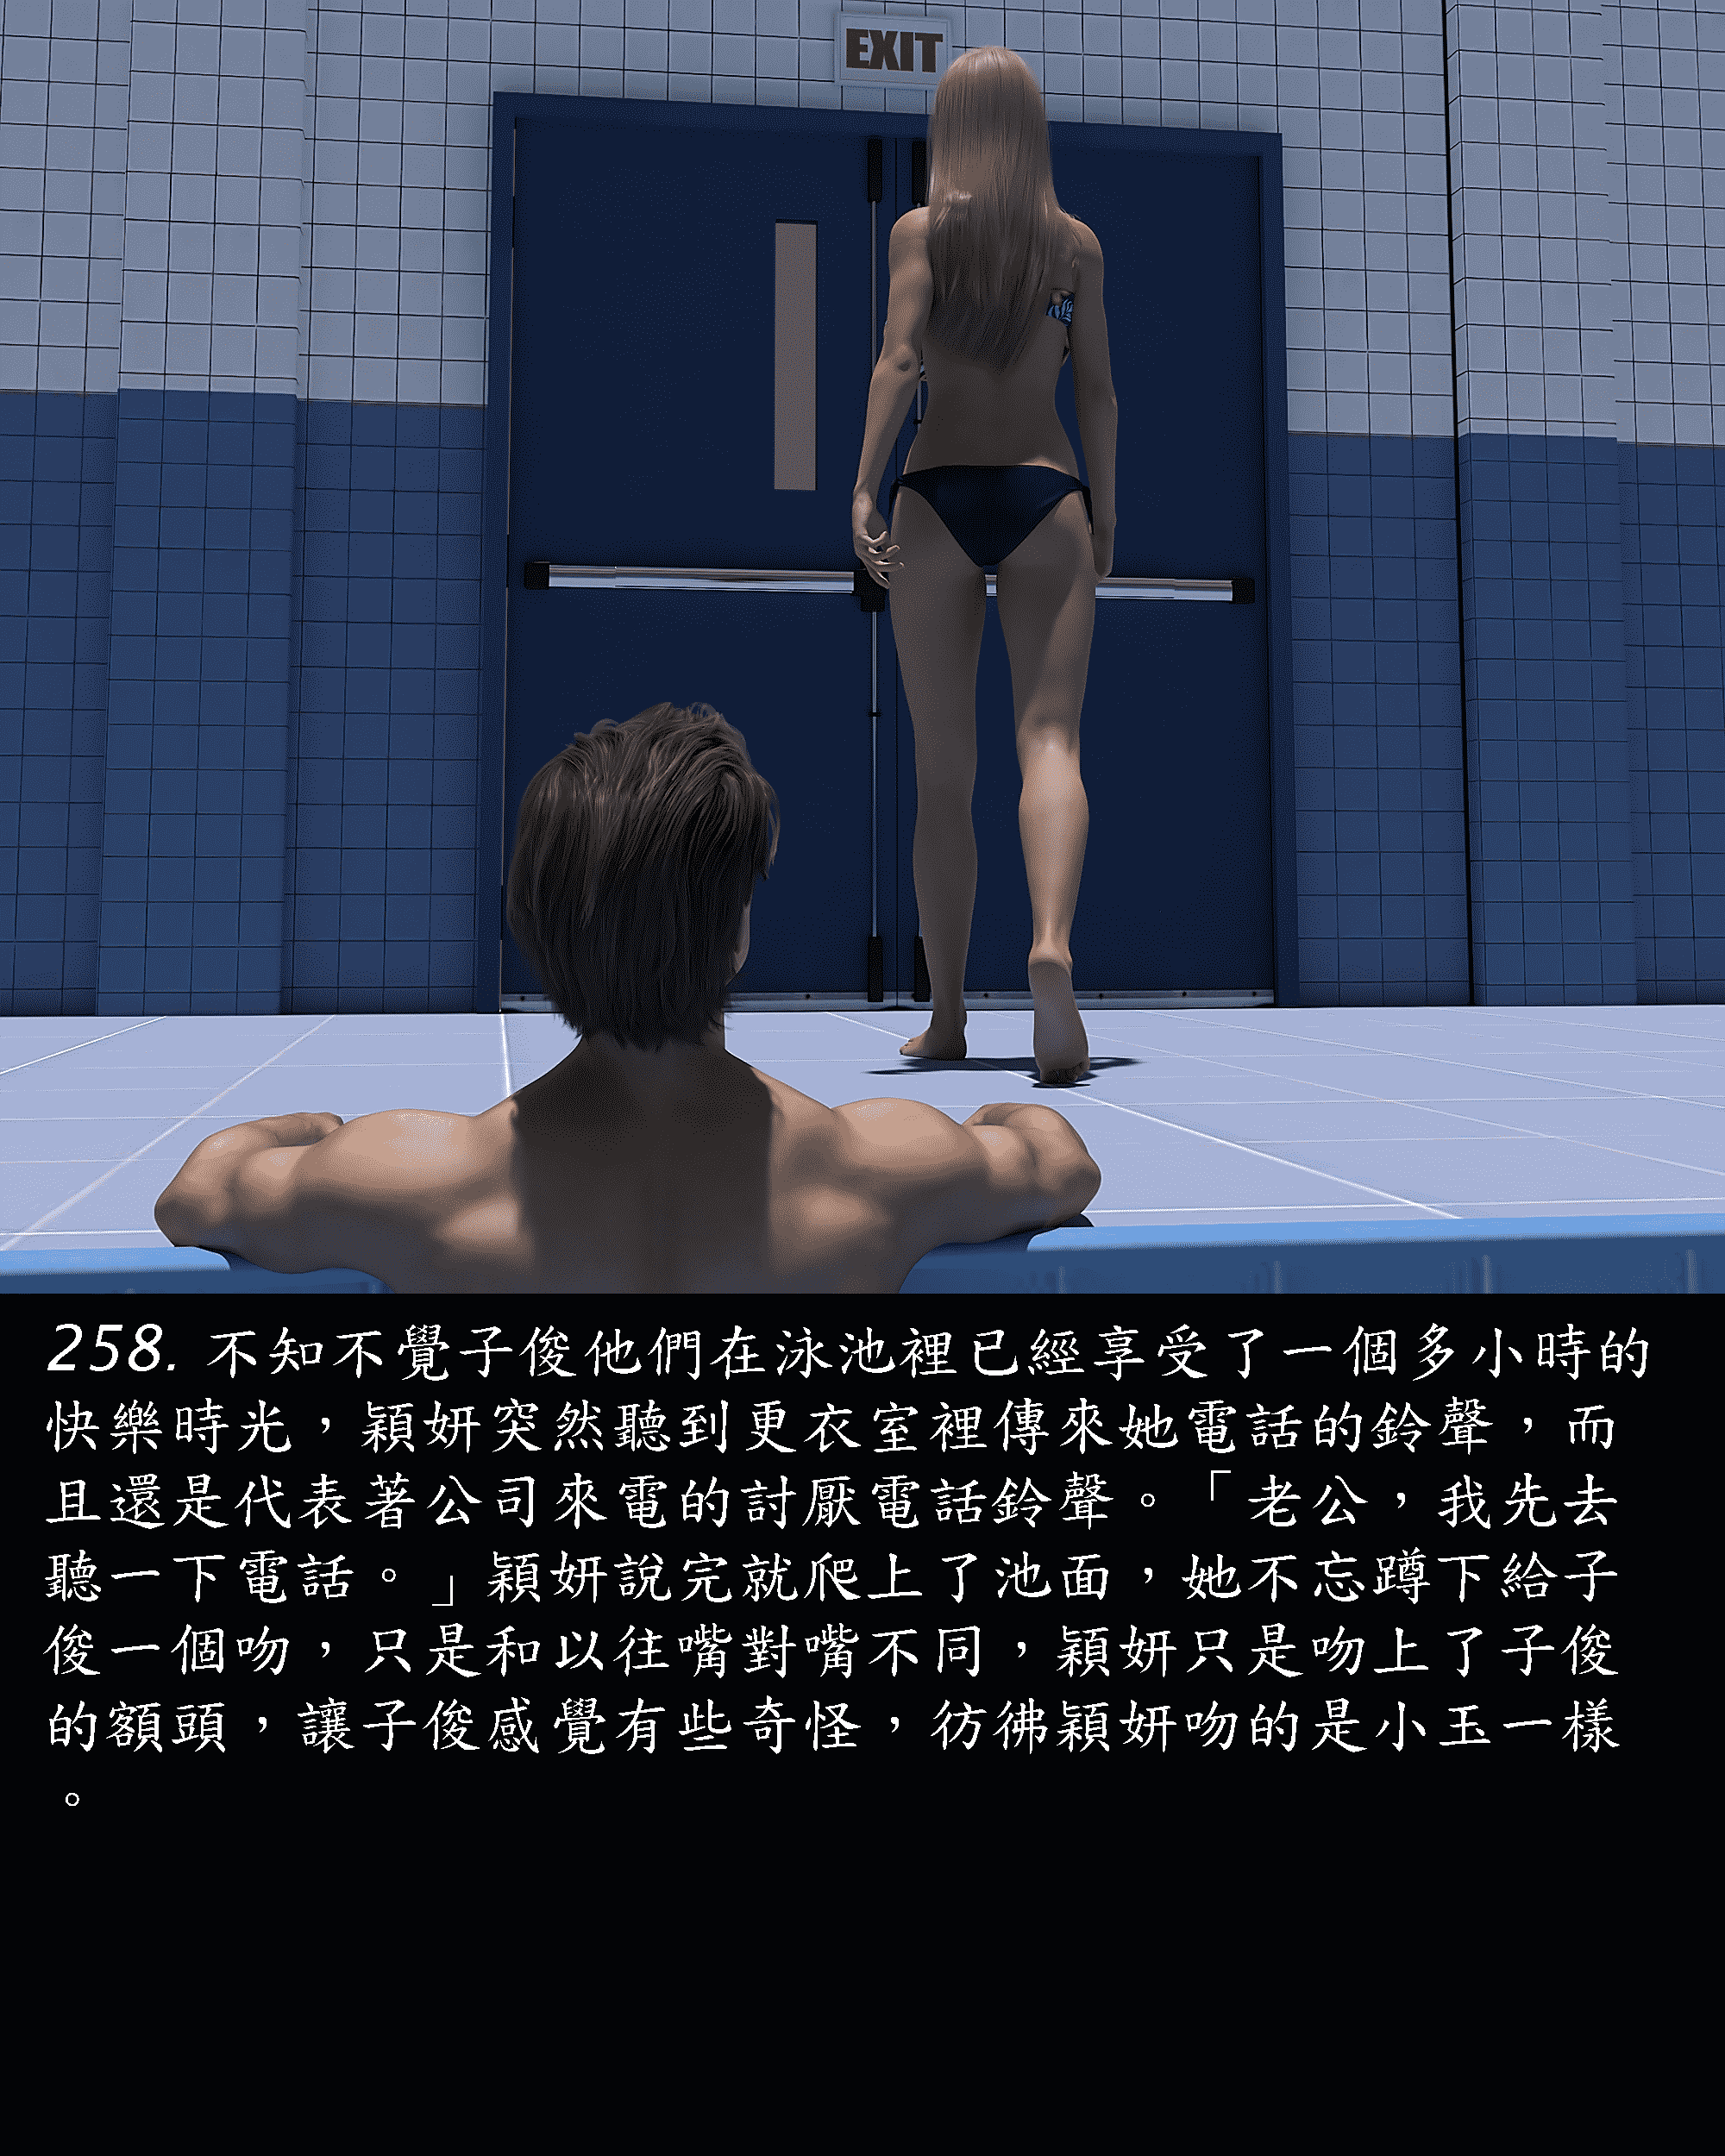 EXIT
258. 不知不覺子俊他們在泳池裡已經享受了一個多小時的
快樂時光，穎妍突然聽到更衣室裡傳來她電話的鈴聲，而
且還是代表著公司來電的討厭電話鈴聲。「老公，我先去
聽一下電話。」穎妍說完就爬上了池面，她不忘蹲下給子
俊一個吻，只是和以往嘴對嘴不同，穎妍只是吻上了子俊
的額頭，讓子俊感覺有些奇怪，彷彿穎妍吻的是小玉一樣
。